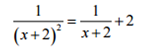 1/(x+2)² = 1/(x+2) + 2